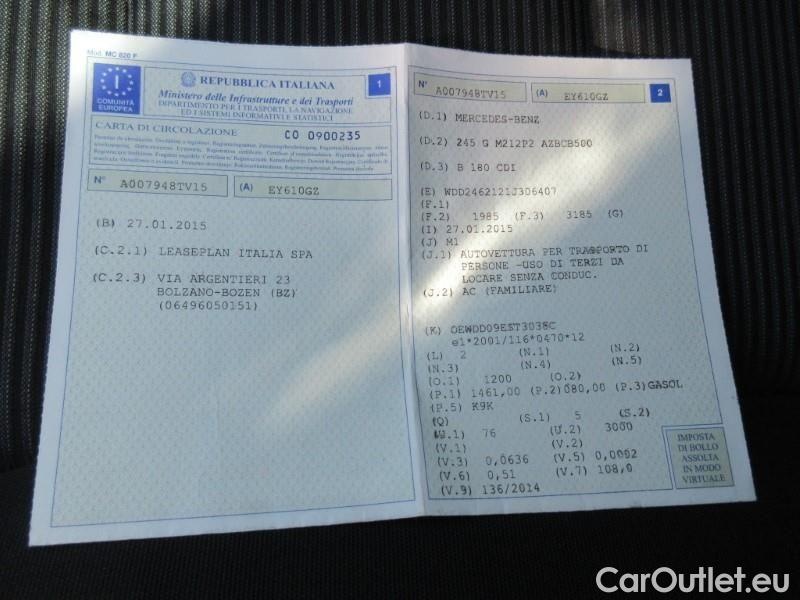 Mod. MC 820 F
COMUNITÀ
EUROPEA
REPUBBLICA ITALIANA
1
Ministero delle Infrastrutture e dei Trasporti
DIPARTIMENTO PER I TRASPORTI, LA NAVIGAZIONE
ED I SISTEMI INFORMATIVI E STATISTICI
CARTA DI CIRCOLAZIONE CO 0900235
N° A007948TV15 (A) EY610GZ
(B) 27.01.2015
(C.2.1) LEASEPLAN ITALIA SPA
(C.2.3) VIA ARGENTIERI 23
BOLZANO-BOZEN (BZ)
(06496050151)
N° A007948TV15 (A) EY610GZ 2
(D.1) MERCEDES-BENZ
(D.2) 245 G M212P2 AZBCB500
(D.3) B 180 CDI
(E) WDD2462121J306407
(F.1)
(F.2) 1985 (F.3) 3185 (G)
(I) 27.01.2015
(J) M1
(J.1) AUTOVETTURA PER TRASPORTO DI
PERSONE -USO DI TERZI DA
LOCARE SENZA CONDUC.
(J.2) AC (FAMILIARE)
(K) OEWDD09EST3038C
e1*2001/116*0470*12
(L) 2 (N.1) (N.2)
(N.3) (N.4) (N.5)
(O.1) 1200 (O.2)
(P.1) 1461,00 (P.2) 080,00 (P.3) GASOL
(P.5) K9K
(Q) (S.1) 5 (S.2)
(U.1) 76 (U.2) 3000
(V.1) (V.2)
(V.3) 0,0636 (V.5) 0,0002
(V.6) 0,51 (V.7) 108,0
(V.9) 136/2014
IMPOSTA
DI BOLLO
ASSOLTA
IN MODO
VIRTUALE
CarOutlet.eu